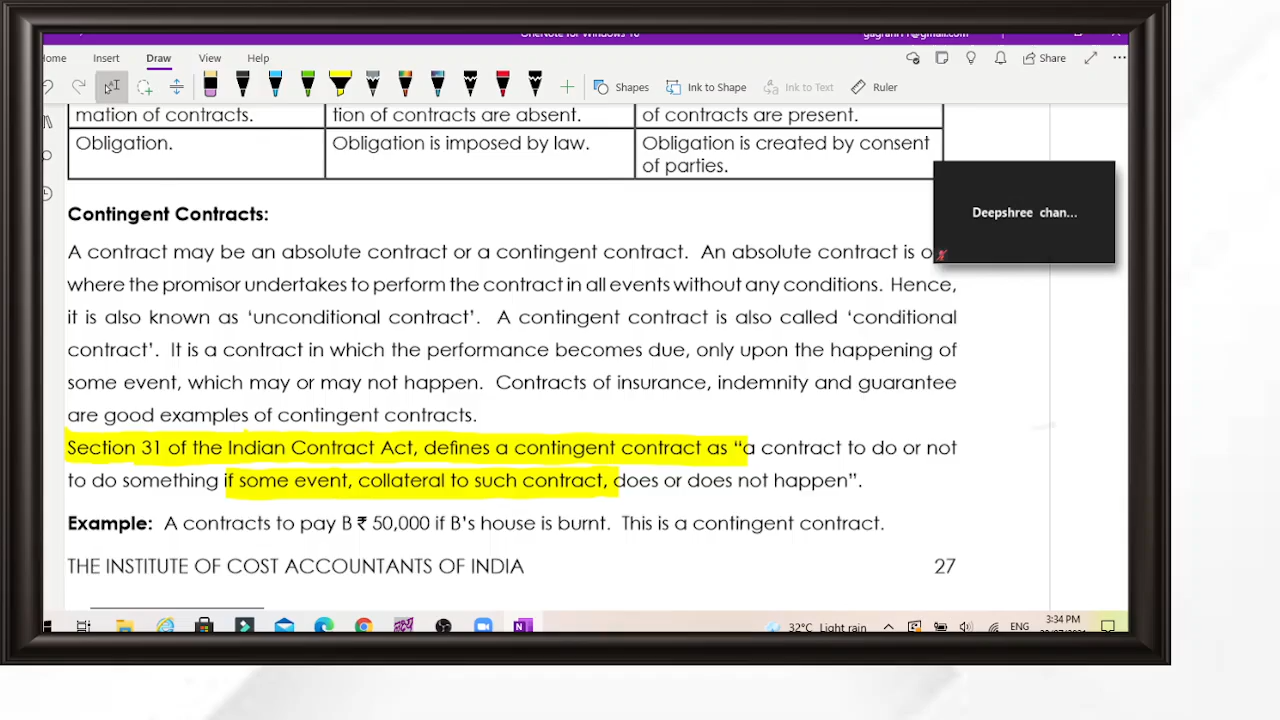 OneNote for Windows 10
Home Insert Draw View Help
Share
Shapes Ink to Shape Ink to Text Ruler
mation of contracts. tion of contracts are absent. of contracts are present.
Obligation. Obligation is imposed by law. Obligation is created by consent
of parties.
Deepshree chan...
Contingent Contracts:
A contract may be an absolute contract or a contingent contract. An absolute contract is
where the promisor undertakes to perform the contract in all events without any conditions. Hence,
it is also known as ‘unconditional contract’. A contingent contract is also called ‘conditional
contract’. It is a contract in which the performance becomes due, only upon the happening of
some event, which may or may not happen. Contracts of insurance, indemnity and guarantee
are good examples of contingent contracts.
Section 31 of the Indian Contract Act, defines a contingent contract as “a contract to do or not
to do something if some event, collateral to such contract, does or does not happen”.
Example: A contracts to pay B ₹ 50,000 if B’s house is burnt. This is a contingent contract.
THE INSTITUTE OF COST ACCOUNTANTS OF INDIA 27
32°C Light rain ENG 3:34 PM